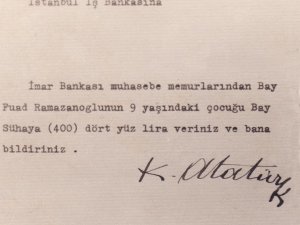 İstanbul İş Bankasına
İmar Bankası muhasebe memurlarından Bay
Fuad Ramazanoglunun 9 yaşındaki çocuğu Bay
Sühaya (400) dört yüz lira veriniz ve bana
bildiriniz .
K. Atatürk